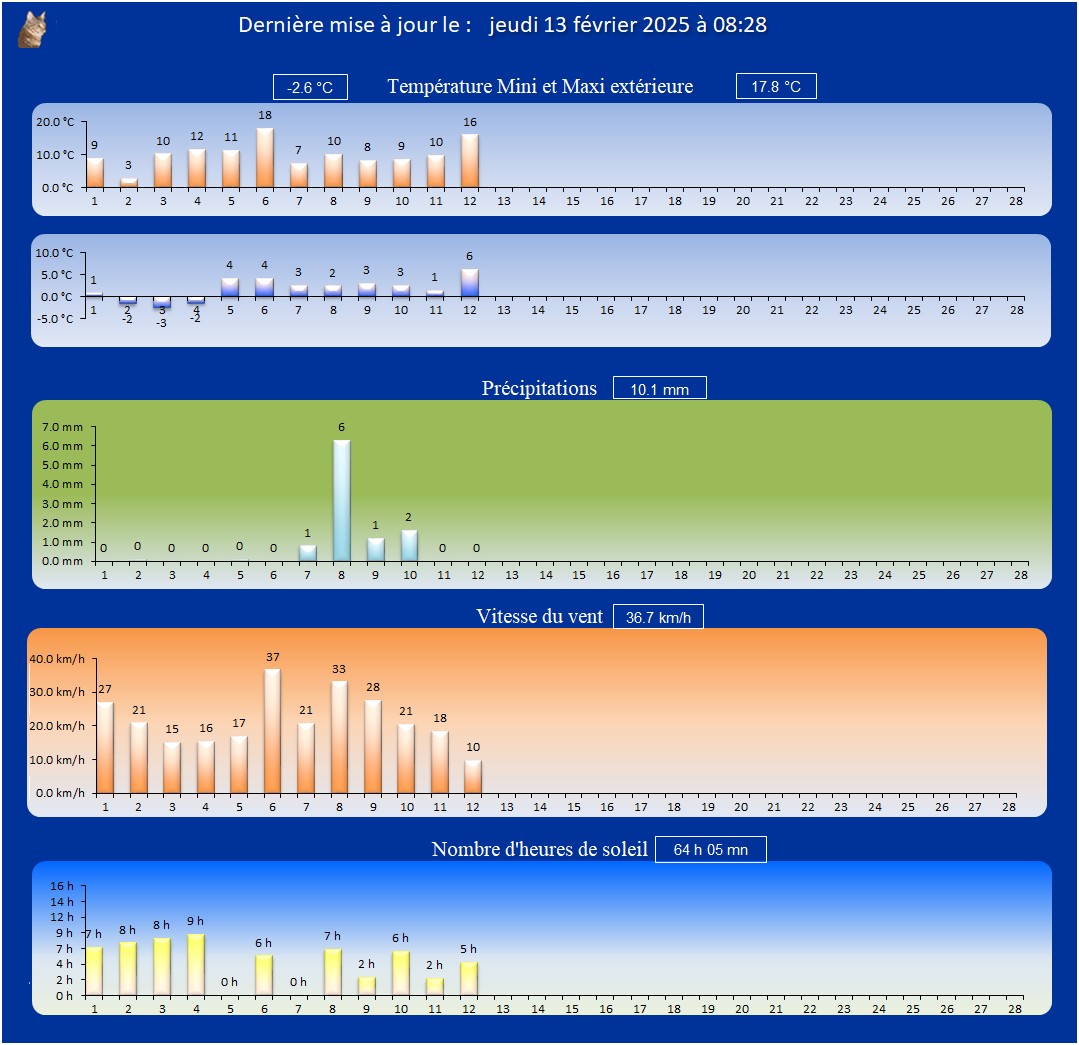 Dernière mise à jour le : jeudi 13 février 2025 à 08:28
-2.6 °C Température Mini et Maxi extérieure 17.8 °C
18
20.0 °C
16
12
11
10 10 10
9 9
10.0 °C
8
7
3
0.0 °C
1 2 3 4 5 6 7 8 9 10 11 12 13 14 15 16 17 18 19 20 21 22 23 24 25 26 27 28
10.0 °C
6
4 4
5.0 °C
3 2 3 3
1 1
0.0 °C
1 2 3 4 5 6 7 8 9 10 11 12 13 14 15 16 17 18 19 20 21 22 23 24 25 26 27 28
-5.0 °C
-2 -3 -2
Précipitations 10.1 mm
7.0 mm
6
6.0 mm
5.0 mm
4.0 mm
3.0 mm
2.0 mm
2
1 1
1.0 mm
0 0 0 0 0 0 0 0
0.0 mm
1 2 3 4 5 6 7 8 9 10 11 12 13 14 15 16 17 18 19 20 21 22 23 24 25 26 27 28
Vitesse du vent 36.7 km/h
40.0 km/h
37
33
30.0 km/h
27 28
21 21 21
20.0 km/h
15 16 17 18
10.0 km/h
10
0.0 km/h
1 2 3 4 5 6 7 8 9 10 11 12 13 14 15 16 17 18 19 20 21 22 23 24 25 26 27 28
Nombre d'heures de soleil 64 h 05 mn
16 h
14 h
12 h
9 h
7 h 8 h 8 h 9 h 0 h 6 h 0 h 7 h 2 h 6 h 2 h 5 h
7 h
4 h
2 h
0 h
1 2 3 4 5 6 7 8 9 10 11 12 13 14 15 16 17 18 19 20 21 22 23 24 25 26 27 28